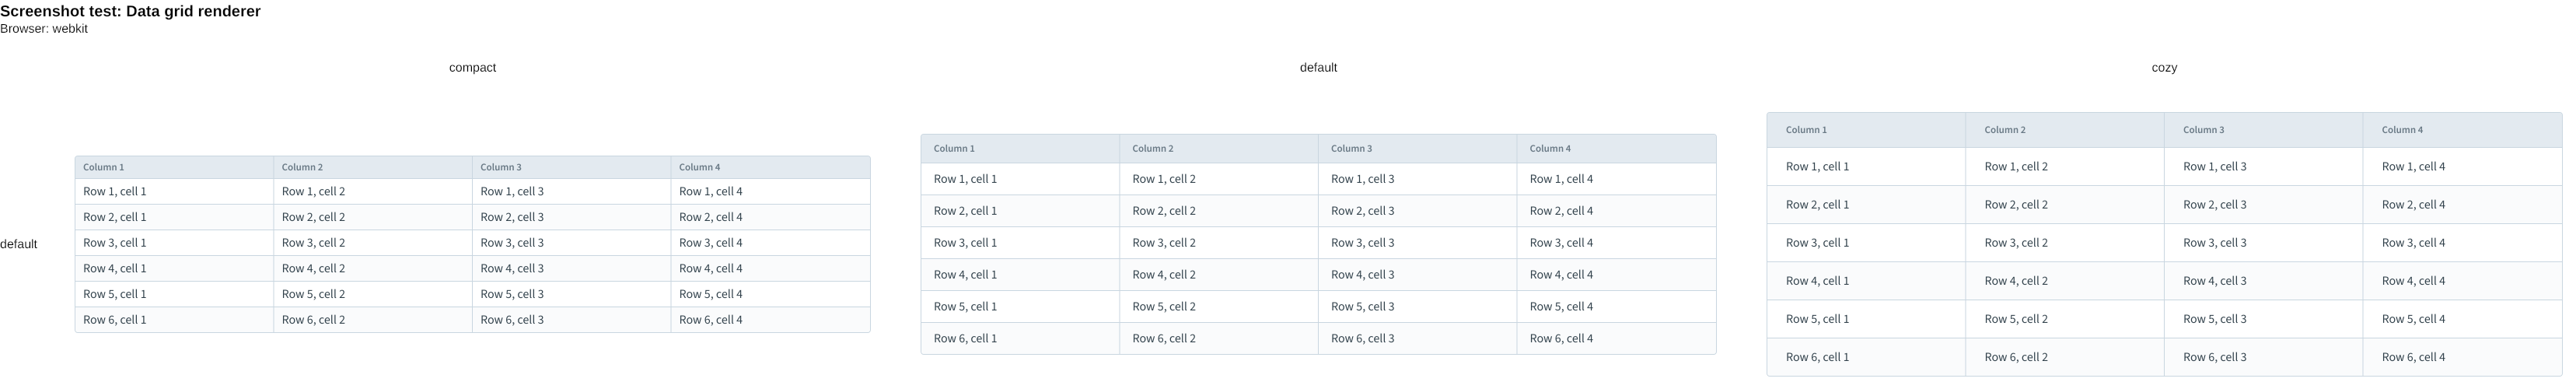 Screenshot test: Data grid renderer
Browser: webkit
compact
default
cozy
default
Column 1 Column 2 Column 3 Column 4
Row 1, cell 1 Row 1, cell 2 Row 1, cell 3 Row 1, cell 4
Row 2, cell 1 Row 2, cell 2 Row 2, cell 3 Row 2, cell 4
Row 3, cell 1 Row 3, cell 2 Row 3, cell 3 Row 3, cell 4
Row 4, cell 1 Row 4, cell 2 Row 4, cell 3 Row 4, cell 4
Row 5, cell 1 Row 5, cell 2 Row 5, cell 3 Row 5, cell 4
Row 6, cell 1 Row 6, cell 2 Row 6, cell 3 Row 6, cell 4
Column 1 Column 2 Column 3 Column 4
Row 1, cell 1 Row 1, cell 2 Row 1, cell 3 Row 1, cell 4
Row 2, cell 1 Row 2, cell 2 Row 2, cell 3 Row 2, cell 4
Row 3, cell 1 Row 3, cell 2 Row 3, cell 3 Row 3, cell 4
Row 4, cell 1 Row 4, cell 2 Row 4, cell 3 Row 4, cell 4
Row 5, cell 1 Row 5, cell 2 Row 5, cell 3 Row 5, cell 4
Row 6, cell 1 Row 6, cell 2 Row 6, cell 3 Row 6, cell 4
Column 1 Column 2 Column 3 Column 4
Row 1, cell 1 Row 1, cell 2 Row 1, cell 3 Row 1, cell 4
Row 2, cell 1 Row 2, cell 2 Row 2, cell 3 Row 2, cell 4
Row 3, cell 1 Row 3, cell 2 Row 3, cell 3 Row 3, cell 4
Row 4, cell 1 Row 4, cell 2 Row 4, cell 3 Row 4, cell 4
Row 5, cell 1 Row 5, cell 2 Row 5, cell 3 Row 5, cell 4
Row 6, cell 1 Row 6, cell 2 Row 6, cell 3 Row 6, cell 4